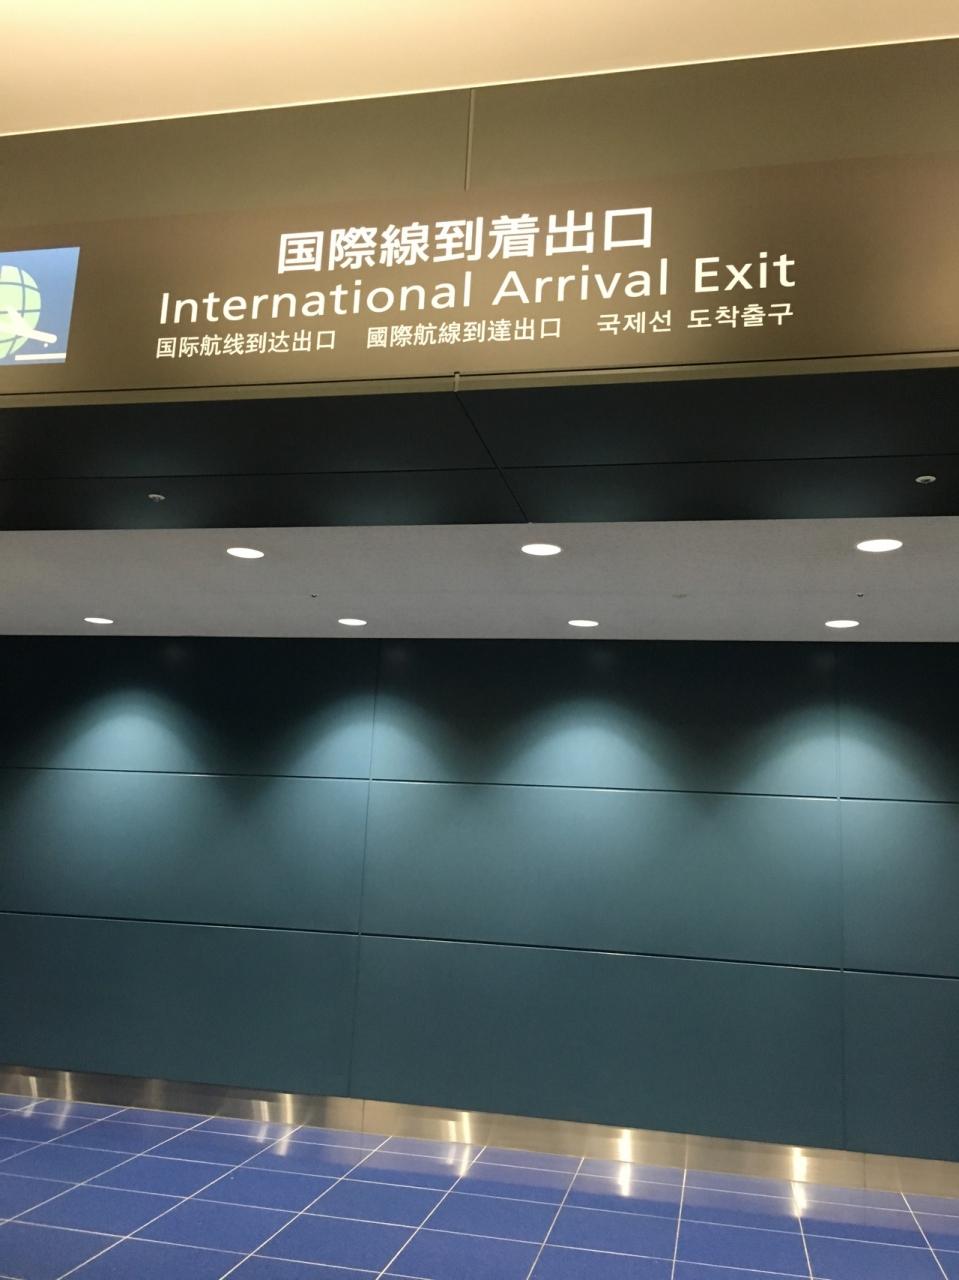 国際線到着出口
International Arrival Exit
国际航线到达出口 國際航線到達出口 국제선 도착출구